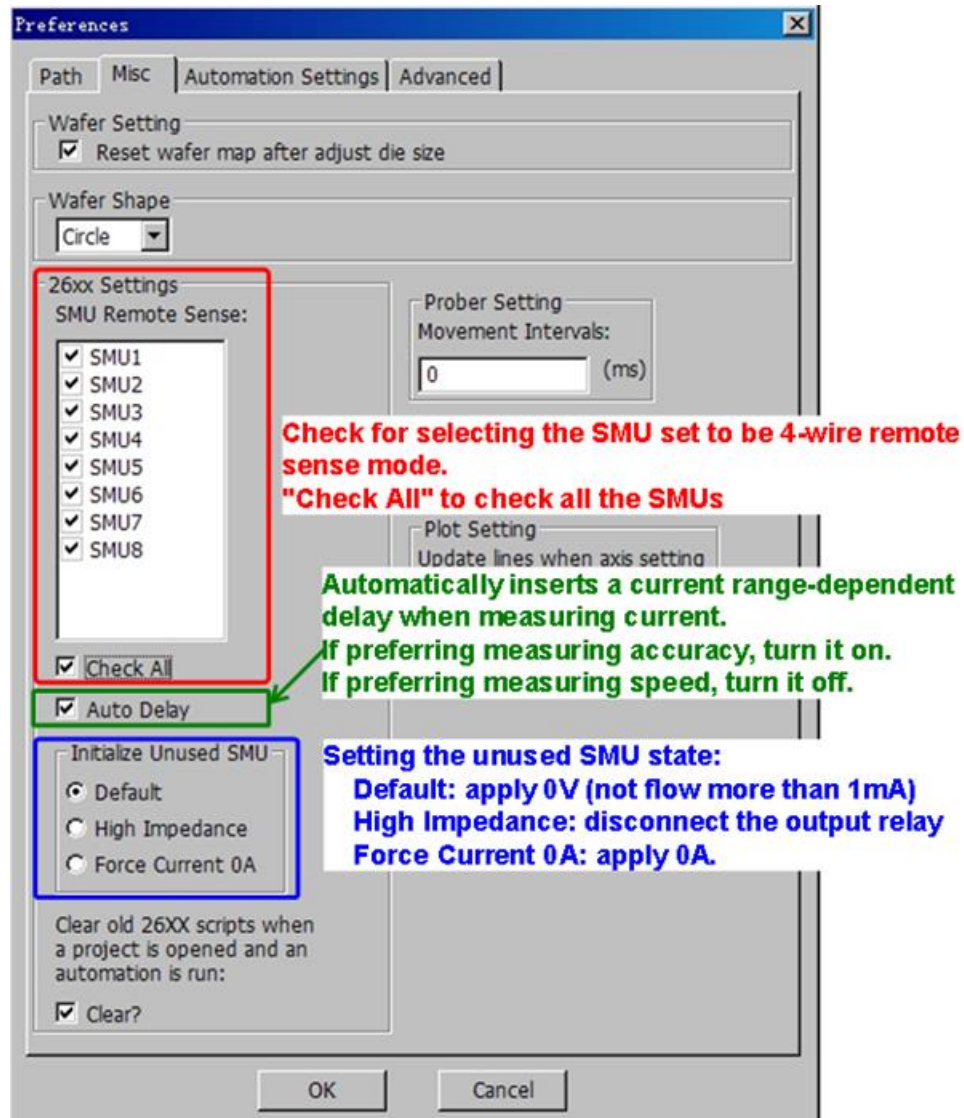 Preferences
Path Misc Automation Settings Advanced
Wafer Setting
Reset wafer map after adjust die size
Wafer Shape
Circle
26xx Settings
SMU Remote Sense:
SMU1
SMU2
SMU3
SMU4
SMU5
SMU6
SMU7
SMU8
Check All
Auto Delay
Initialize Unused SMU
Default
High Impedance
Force Current 0A
Clear old 26XX scripts when
a project is opened and an
automation is run:
Clear?
Prober Setting
Movement Intervals:
0 (ms)
Check for selecting the SMU set to be 4-wire remote
sense mode.
"Check All" to check all the SMUs
Plot Setting
Update lines when axis setting
Automatically inserts a current range-dependent
delay when measuring current.
If preferring measuring accuracy, turn it on.
If preferring measuring speed, turn it off.
Setting the unused SMU state:
Default: apply 0V (not flow more than 1mA)
High Impedance: disconnect the output relay
Force Current 0A: apply 0A.
OK Cancel